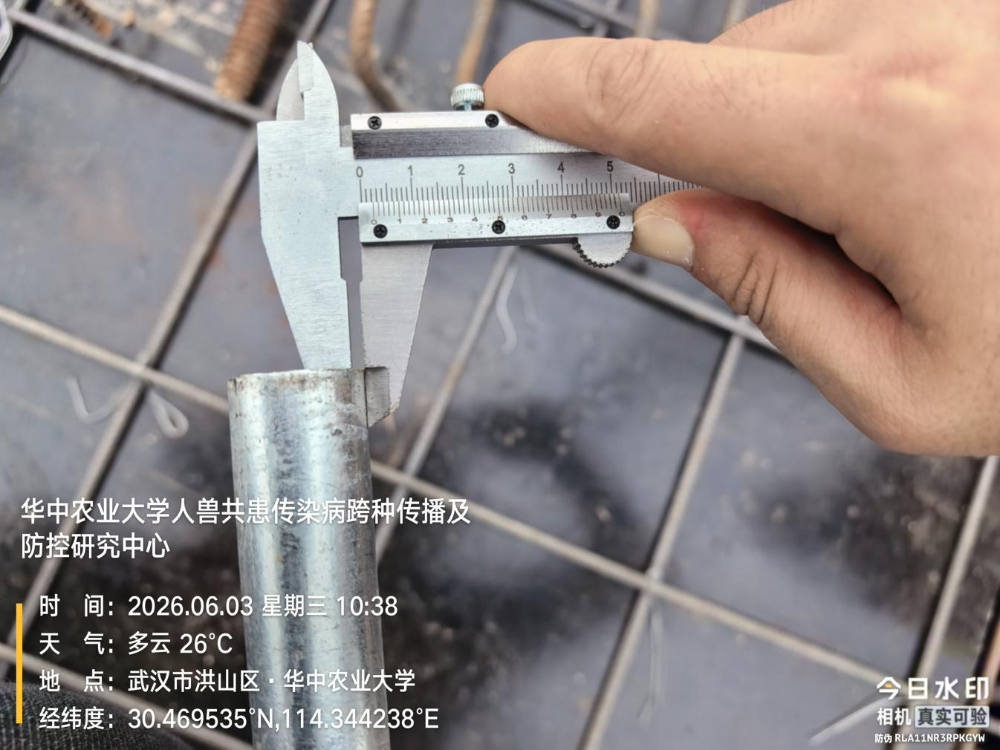 0 1 2 3 4 5
0 1 2 3 4 5 6 7 8 9 0
华中农业大学人兽共患传染病跨种传播及
防控研究中心
时 间：2026.06.03 星期三 10:38
天 气：多云 26°C
地 点：武汉市洪山区·华中农业大学
经纬度：30.469535°N,114.344238°E
今日水印
相机 真实可验
防伪 RLA11NR3RPKGYW